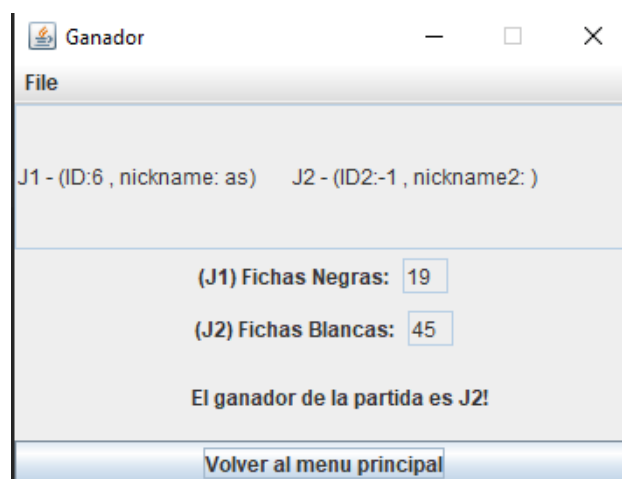 Ganador
File
J1 - (ID:6 , nickname: as) J2 - (ID2:-1 , nickname2: )
(J1) Fichas Negras: 19
(J2) Fichas Blancas: 45
El ganador de la partida es J2!
Volver al menu principal